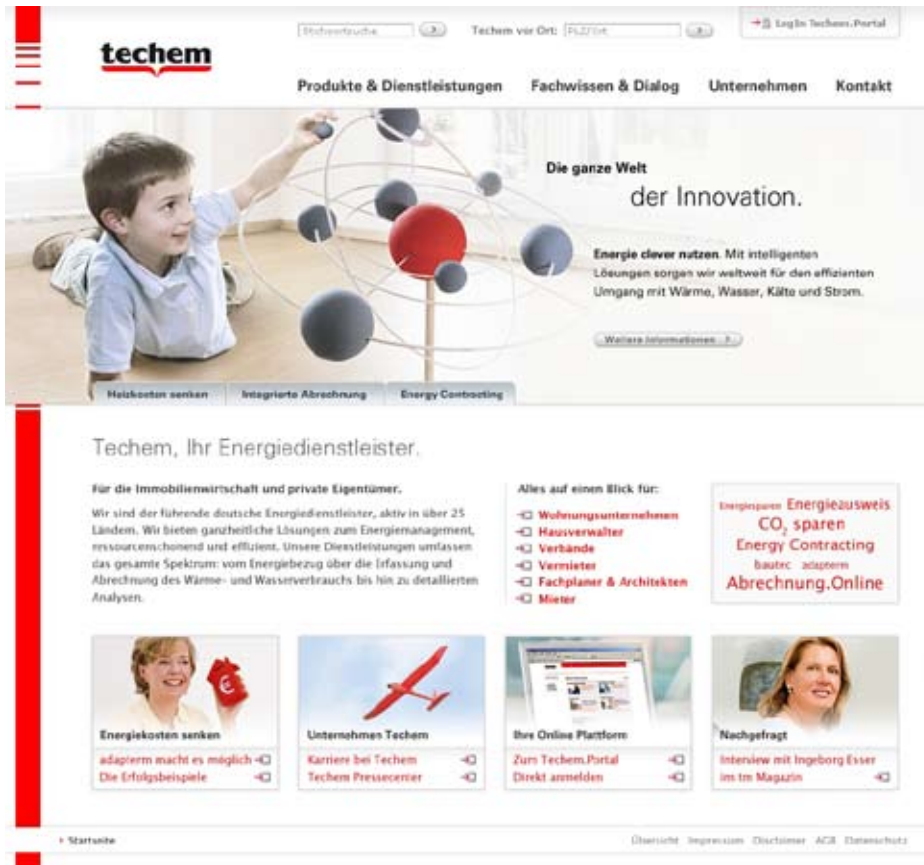 Stichwortsuche
Techem vor Ort: PLZ/Ort
Login Techem.Portal
techem
Produkte & Dienstleistungen
Fachwissen & Dialog
Unternehmen
Kontakt
Die ganze Welt
der Innovation.
Energie clever nutzen. Mit intelligenten
Lösungen sorgen wir weltweit für den effizienten
Umgang mit Wärme, Wasser, Kälte und Strom.
Weitere Informationen
Heizkosten senken
Integrierte Abrechnung
Energy Contracting
Techem, Ihr Energiedienstleister.
Für die Immobilienwirtschaft und private Eigentümer.
Wir sind der führende deutsche Energiedienstleister, aktiv in über 25
Ländern. Wir bieten ganzheitliche Lösungen zum Energiemanagement,
ressourcenschonend und effizient. Unsere Dienstleistungen umfassen
das gesamte Spektrum: vom Energiebezug über die Erfassung und
Abrechnung des Wärme- und Wasserverbrauchs bis hin zu detaillierten
Analysen.
Alles auf einen Blick für:
Wohnungsunternehmen
Hausverwalter
Verbände
Vermieter
Fachplaner & Architekten
Mieter
Energiesparen Energieausweis
CO₂ sparen
Energy Contracting
bautec adapterm
Abrechnung.Online
€
Energiekosten senken
adapterm macht es möglich
Die Erfolgsbeispiele
Unternehmen Techem
Karriere bei Techem
Techem Pressecenter
Ihre Online Plattform
Zum Techem.Portal
Direkt anmelden
Nachgefragt
Interview mit Ingeborg Esser
im tm Magazin
Startseite
Übersicht Impressum Disclaimer AGB Datenschutz